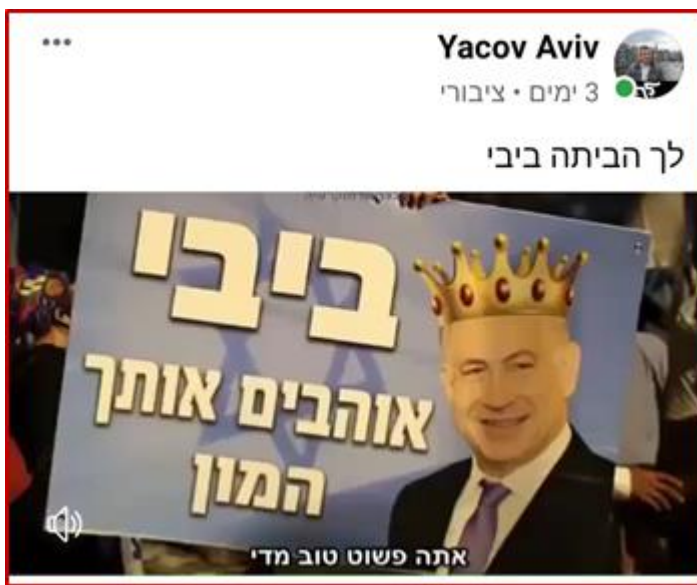 Yacov Aviv
3 ימים • ציבורי
לך הביתה ביבי
ביבי
אוהבים אותך
המון
אתה פשוט טוב מדי